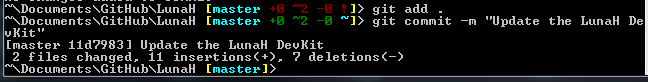 ~\Documents\GitHub\LunaH [master +0 ~2 -0 !]> git add .
~\Documents\GitHub\LunaH [master +0 ~2 -0 ~]> git commit -m "Update the LunaH De
vKit"
[master 11d7983] Update the LunaH DevKit
 2 files changed, 11 insertions(+), 7 deletions(-)
~\Documents\GitHub\LunaH [master]>